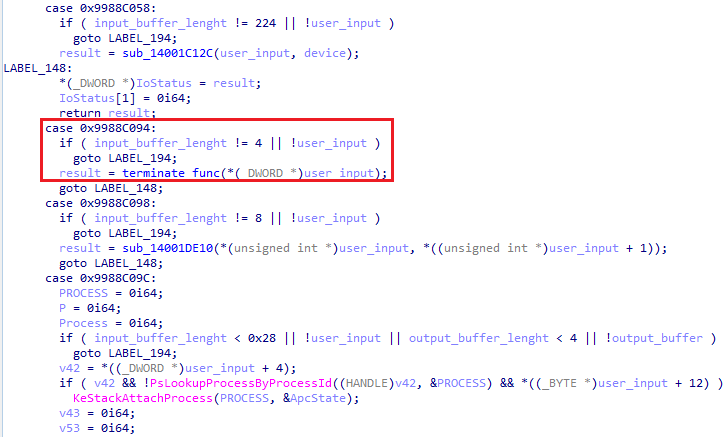 case 0x9988C058:
if ( input_buffer_lenght != 224 || !user_input )
goto LABEL_194;
result = sub_14001C12C(user_input, device);
LABEL_148:
*(_DWORD *)IoStatus = result;
IoStatus[1] = 0i64;
return result;
case 0x9988C094:
if ( input_buffer_lenght != 4 || !user_input )
goto LABEL_194;
result = terminate_func(*(_DWORD *)user_input);
goto LABEL_148;
case 0x9988C098:
if ( input_buffer_lenght != 8 || !user_input )
goto LABEL_194;
result = sub_14001DE10(*(unsigned int *)user_input, *((unsigned int *)user_input + 1));
goto LABEL_148;
case 0x9988C09C:
PROCESS = 0i64;
P = 0i64;
Process = 0i64;
if ( input_buffer_lenght < 0x28 || !user_input || output_buffer_lenght < 4 || !output_buffer )
goto LABEL_194;
v42 = *((_DWORD *)user_input + 4);
if ( v42 && !PsLookupProcessByProcessId((HANDLE)v42, &PROCESS) && *((_BYTE *)user_input + 12) )
KeStackAttachProcess(PROCESS, &ApcState);
v43 = 0i64;
v53 = 0i64;